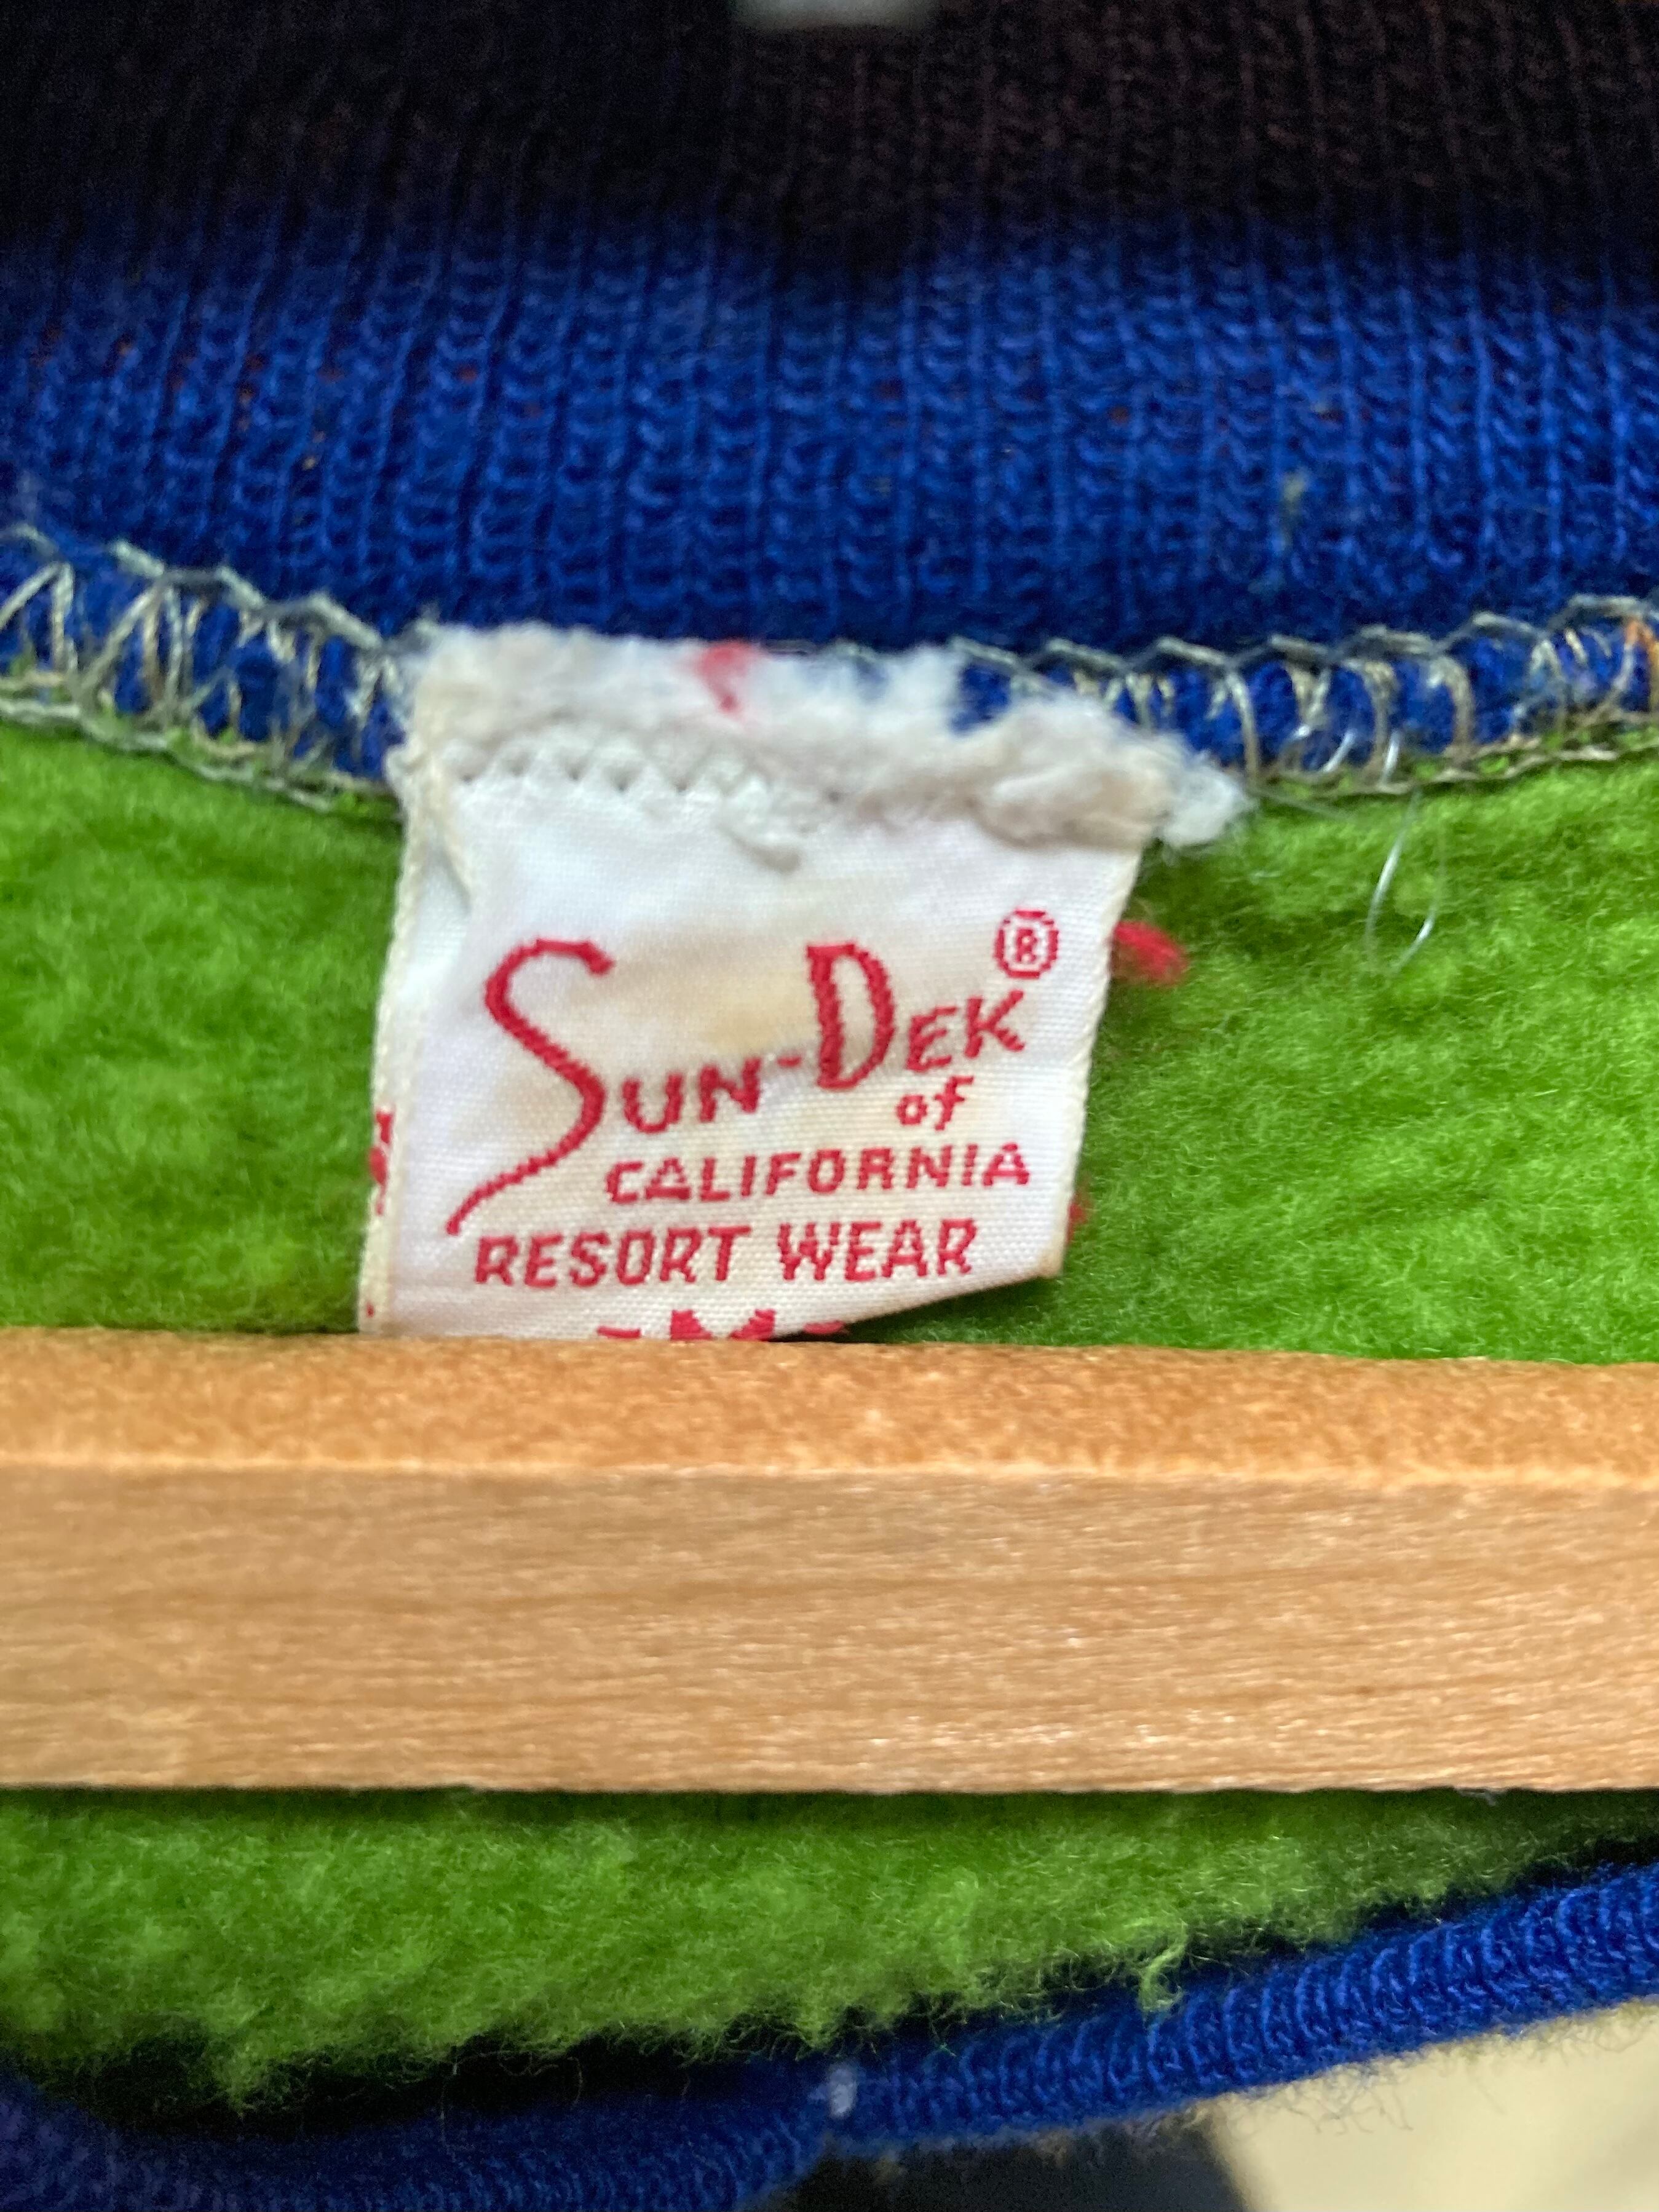 SUN-DEK®
of
CALIFORNIA
RESORT WEAR
-M-